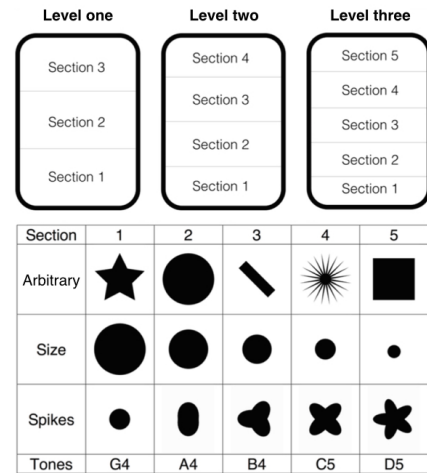 Level one Level two Level three
Section 3
Section 2
Section 1
Section 4
Section 3
Section 2
Section 1
Section 5
Section 4
Section 3
Section 2
Section 1
Section 1 2 3 4 5
Arbitrary
Size
Spikes
Tones G4 A4 B4 C5 D5